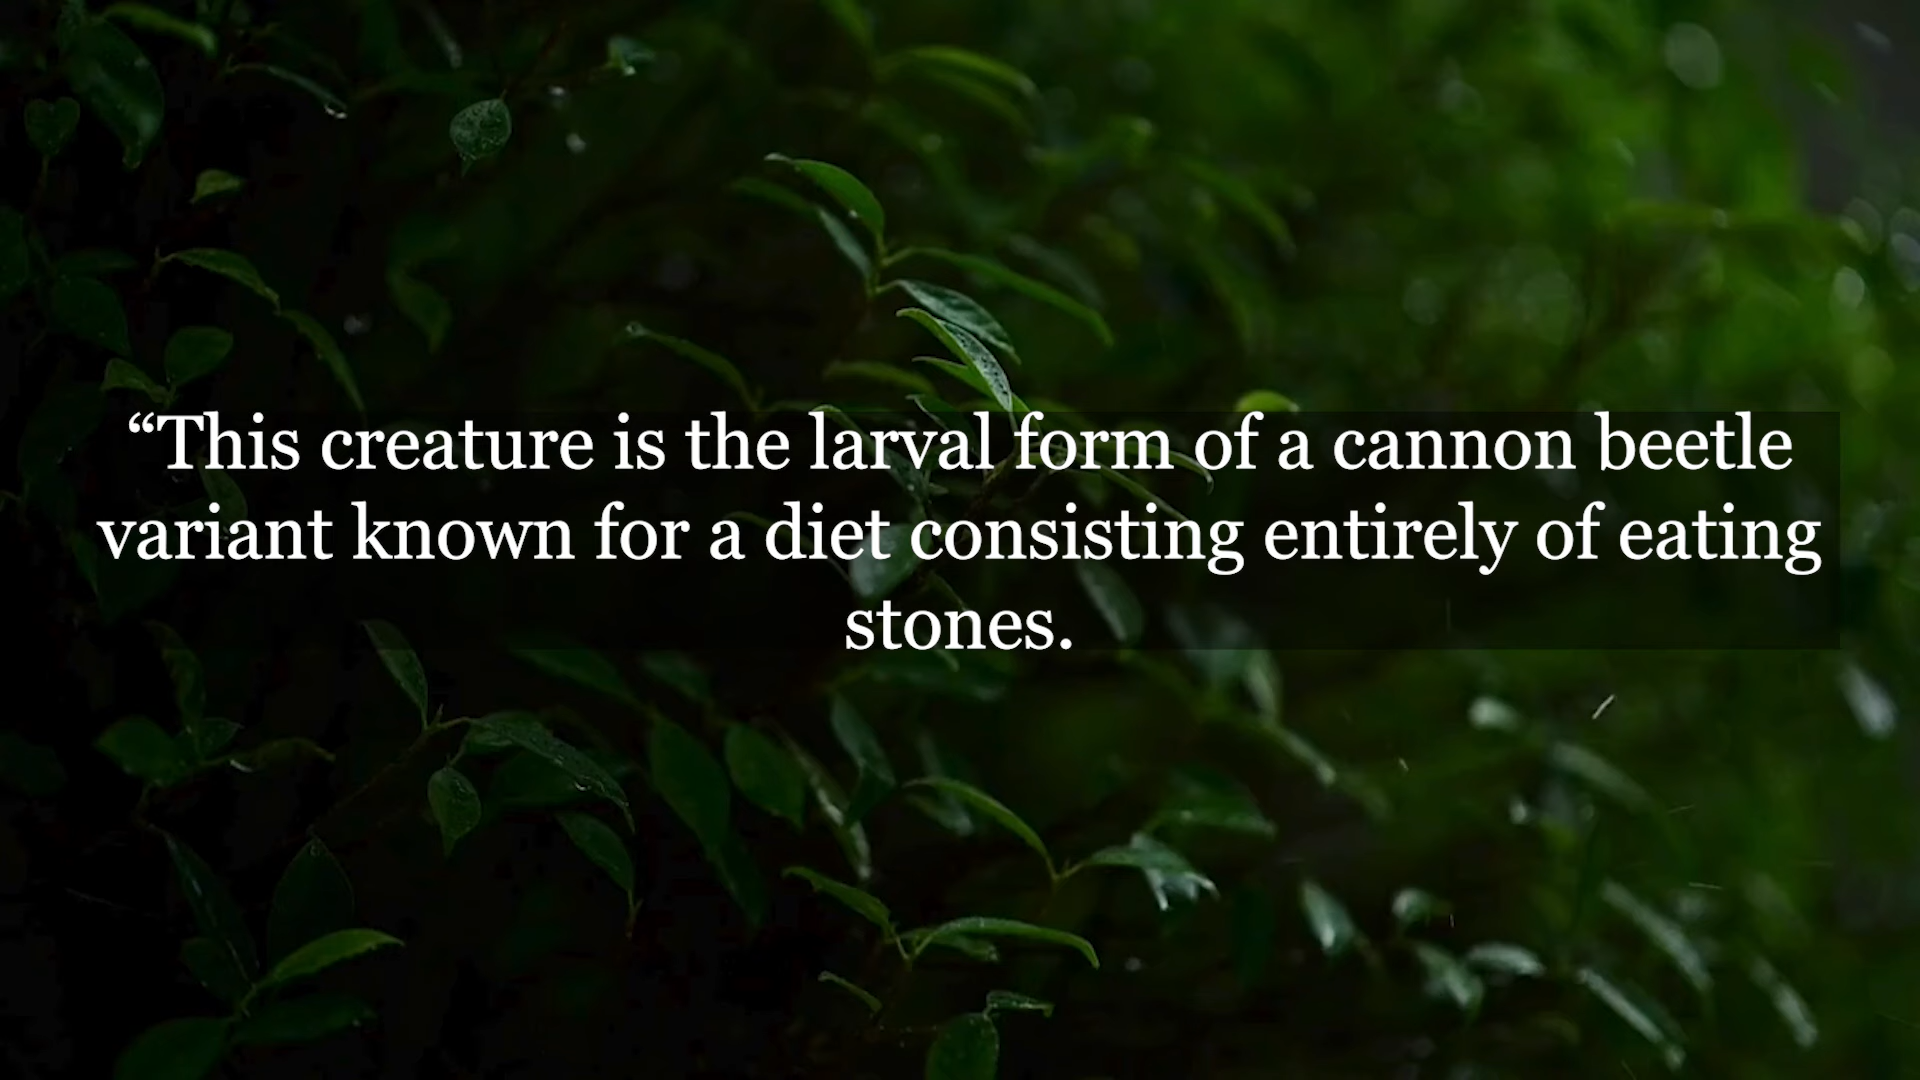 “This creature is the larval form of a cannon beetle
variant known for a diet consisting entirely of eating
stones.